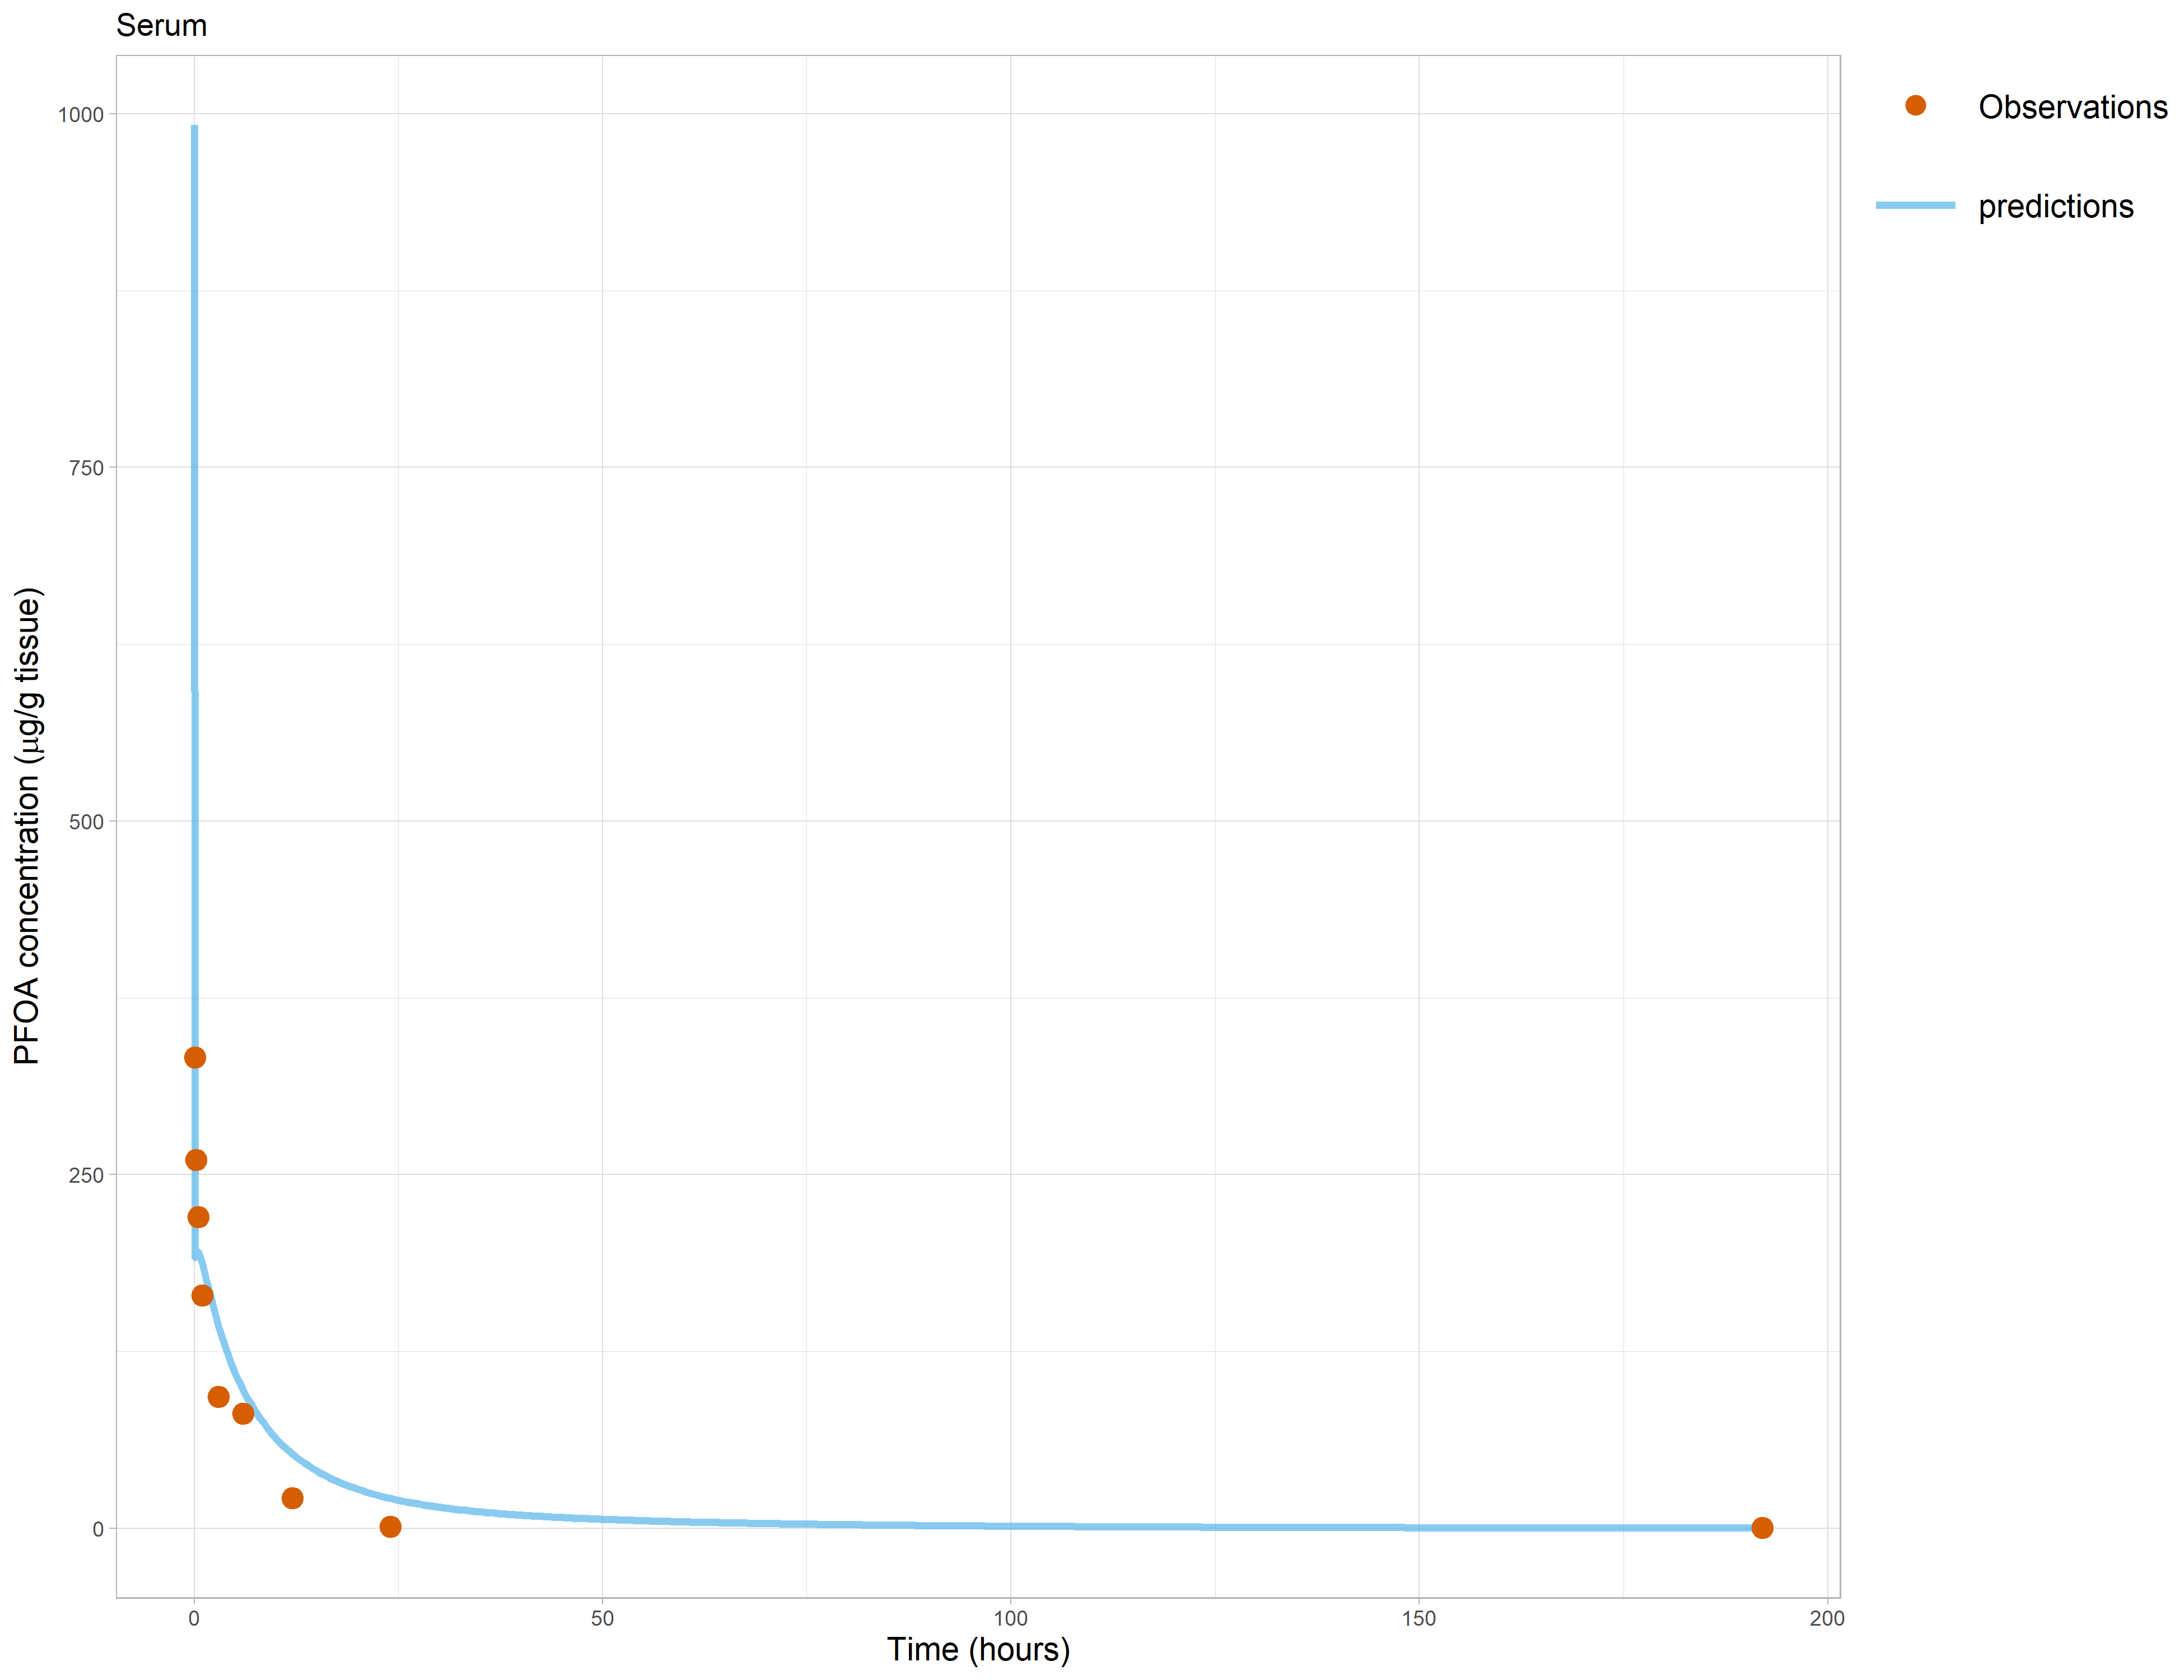 Serum
PFOA concentration (μg/g tissue)
1000
750
500
250
0
0 50 100 150 200
Time (hours)
Observations
predictions